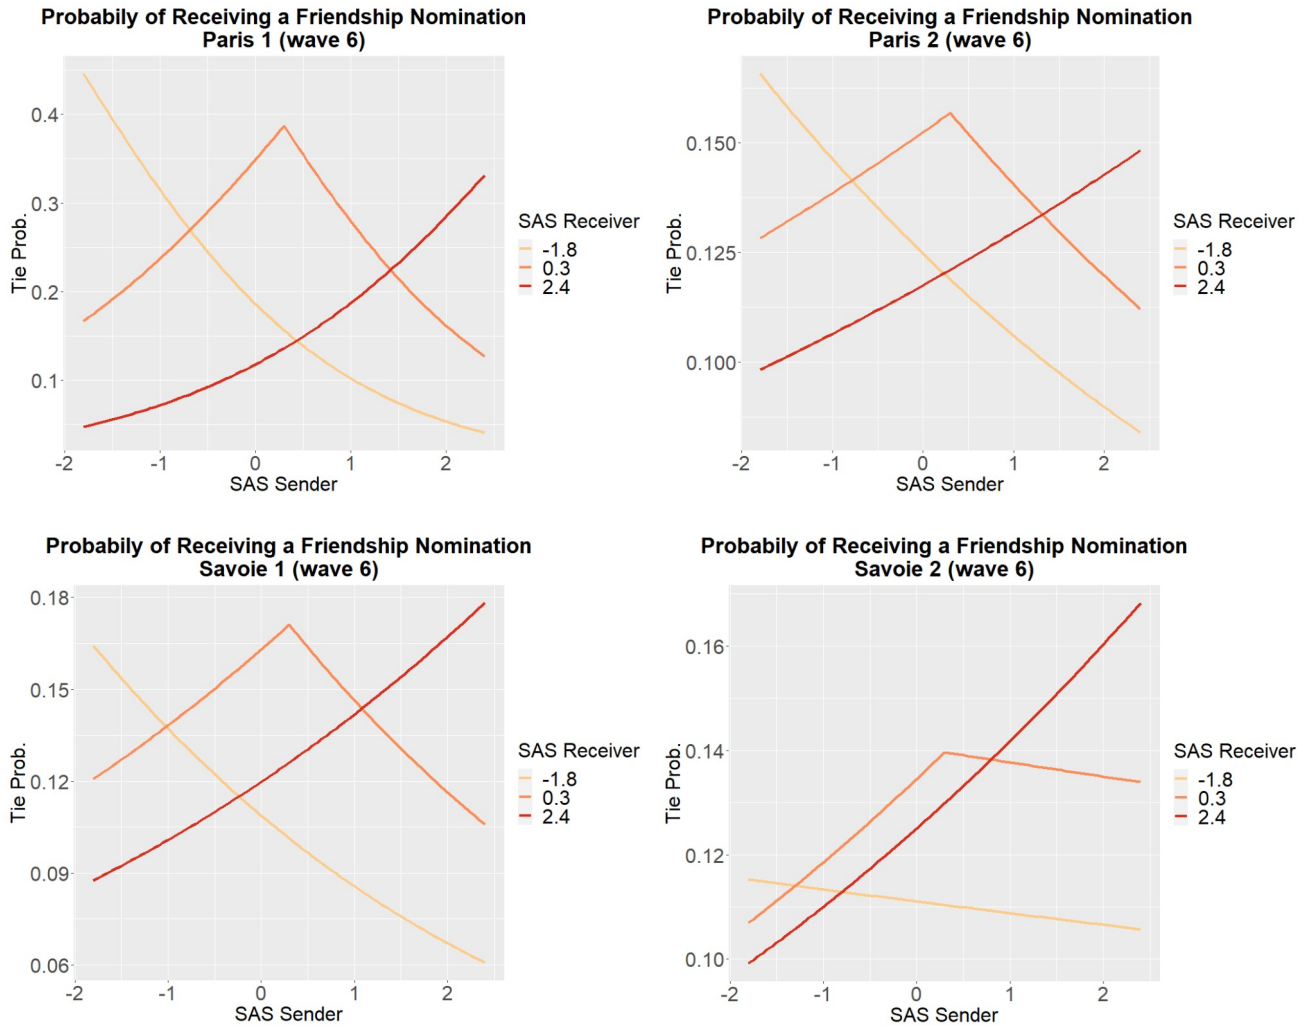 Probabily of Receiving a Friendship Nomination
Paris 1 (wave 6)
Tie Prob.
0.4
0.3
0.2
0.1
-2
-1
0
1
2
SAS Sender
SAS Receiver
-1.8
0.3
2.4
Probabily of Receiving a Friendship Nomination
Paris 2 (wave 6)
Tie Prob.
0.150
0.125
0.100
-2
-1
0
1
2
SAS Sender
SAS Receiver
-1.8
0.3
2.4
Probabily of Receiving a Friendship Nomination
Savoie 1 (wave 6)
Tie Prob.
0.18
0.15
0.12
0.09
0.06
-2
-1
0
1
2
SAS Sender
SAS Receiver
-1.8
0.3
2.4
Probabily of Receiving a Friendship Nomination
Savoie 2 (wave 6)
Tie Prob.
0.16
0.14
0.12
0.10
-2
-1
0
1
2
SAS Sender
SAS Receiver
-1.8
0.3
2.4